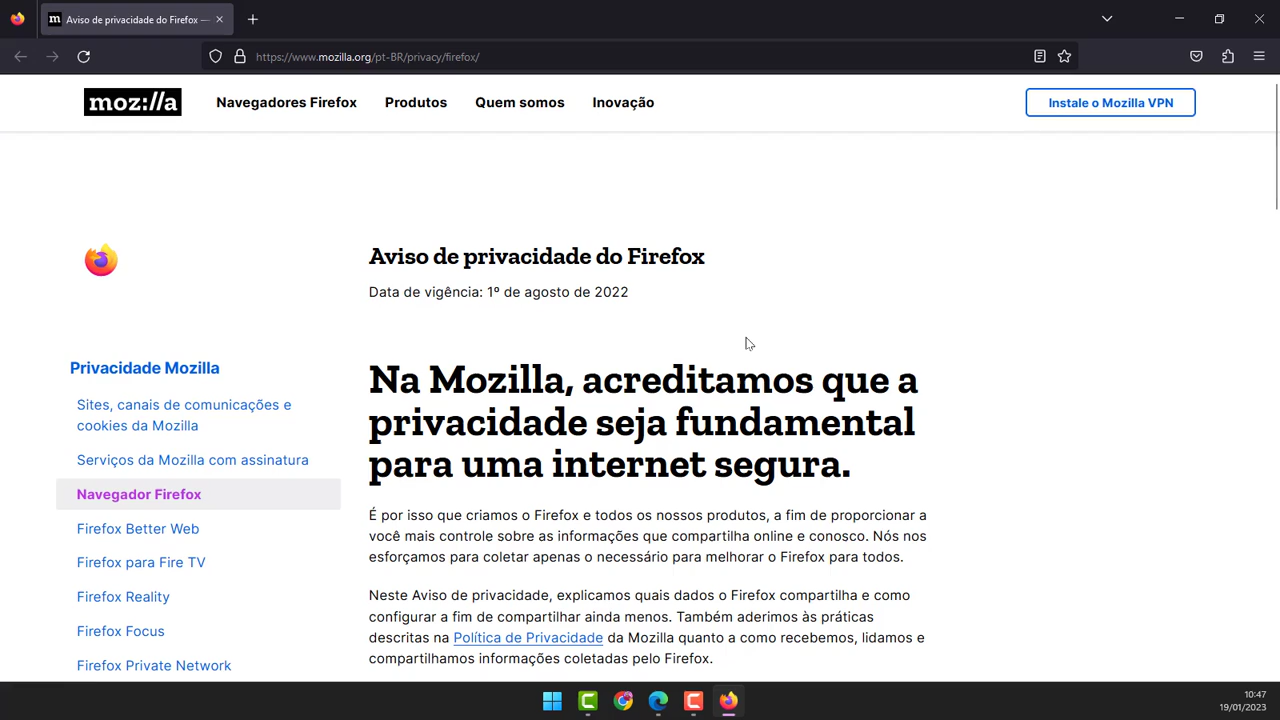 Aviso de privacidade do Firefox —
https://www.mozilla.org/pt-BR/privacy/firefox/
moz://a
Navegadores Firefox
Produtos
Quem somos
Inovação
Instale o Mozilla VPN
Aviso de privacidade do Firefox
Data de vigência: 1º de agosto de 2022
Privacidade Mozilla
Sites, canais de comunicações e
cookies da Mozilla
Serviços da Mozilla com assinatura
Navegador Firefox
Firefox Better Web
Firefox para Fire TV
Firefox Reality
Firefox Focus
Firefox Private Network
Na Mozilla, acreditamos que a
privacidade seja fundamental
para uma internet segura.
É por isso que criamos o Firefox e todos os nossos produtos, a fim de proporcionar a
você mais controle sobre as informações que compartilha online e conosco. Nós nos
esforçamos para coletar apenas o necessário para melhorar o Firefox para todos.
Neste Aviso de privacidade, explicamos quais dados o Firefox compartilha e como
configurar a fim de compartilhar ainda menos. Também aderimos às práticas
descritas na Política de Privacidade da Mozilla quanto a como recebemos, lidamos e
compartilhamos informações coletadas pelo Firefox.
10:47
19/01/2023